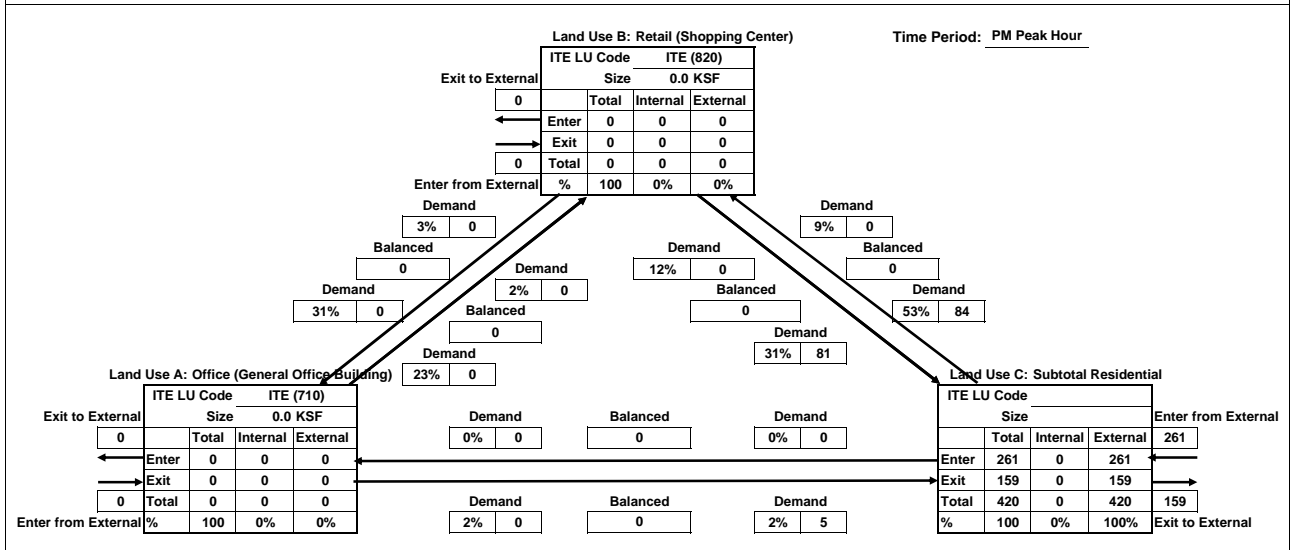 Land Use B: Retail (Shopping Center)
Time Period: PM Peak Hour
ITE LU Code ITE (820)
Exit to External Size 0.0 KSF
0 Total Internal External
Enter 0 0 0
Exit 0 0 0
0 Total 0 0 0
Enter from External % 100 0% 0%
Demand Demand
3% 0 9% 0
Balanced Demand Balanced
0 Demand 12% 0 0
Demand 2% 0 Balanced Demand
31% 0 Balanced 0 53% 84
0 Demand
Demand 31% 81
Land Use A: Office (General Office Building) 23% 0 Land Use C: Subtotal Residential
ITE LU Code ITE (710) ITE LU Code
Exit to External Size 0.0 KSF Demand Balanced Demand Size Enter from External
0 Total Internal External 0% 0 0 0% 0 Total Internal External 261
Enter 0 0 0 Enter 261 0 261
Exit 0 0 0 Exit 159 0 159
0 Total 0 0 0 Demand Balanced Demand Total 420 0 420 159
Enter from External % 100 0% 0% 2% 0 0 2% 5 % 100 0% 100% Exit to External